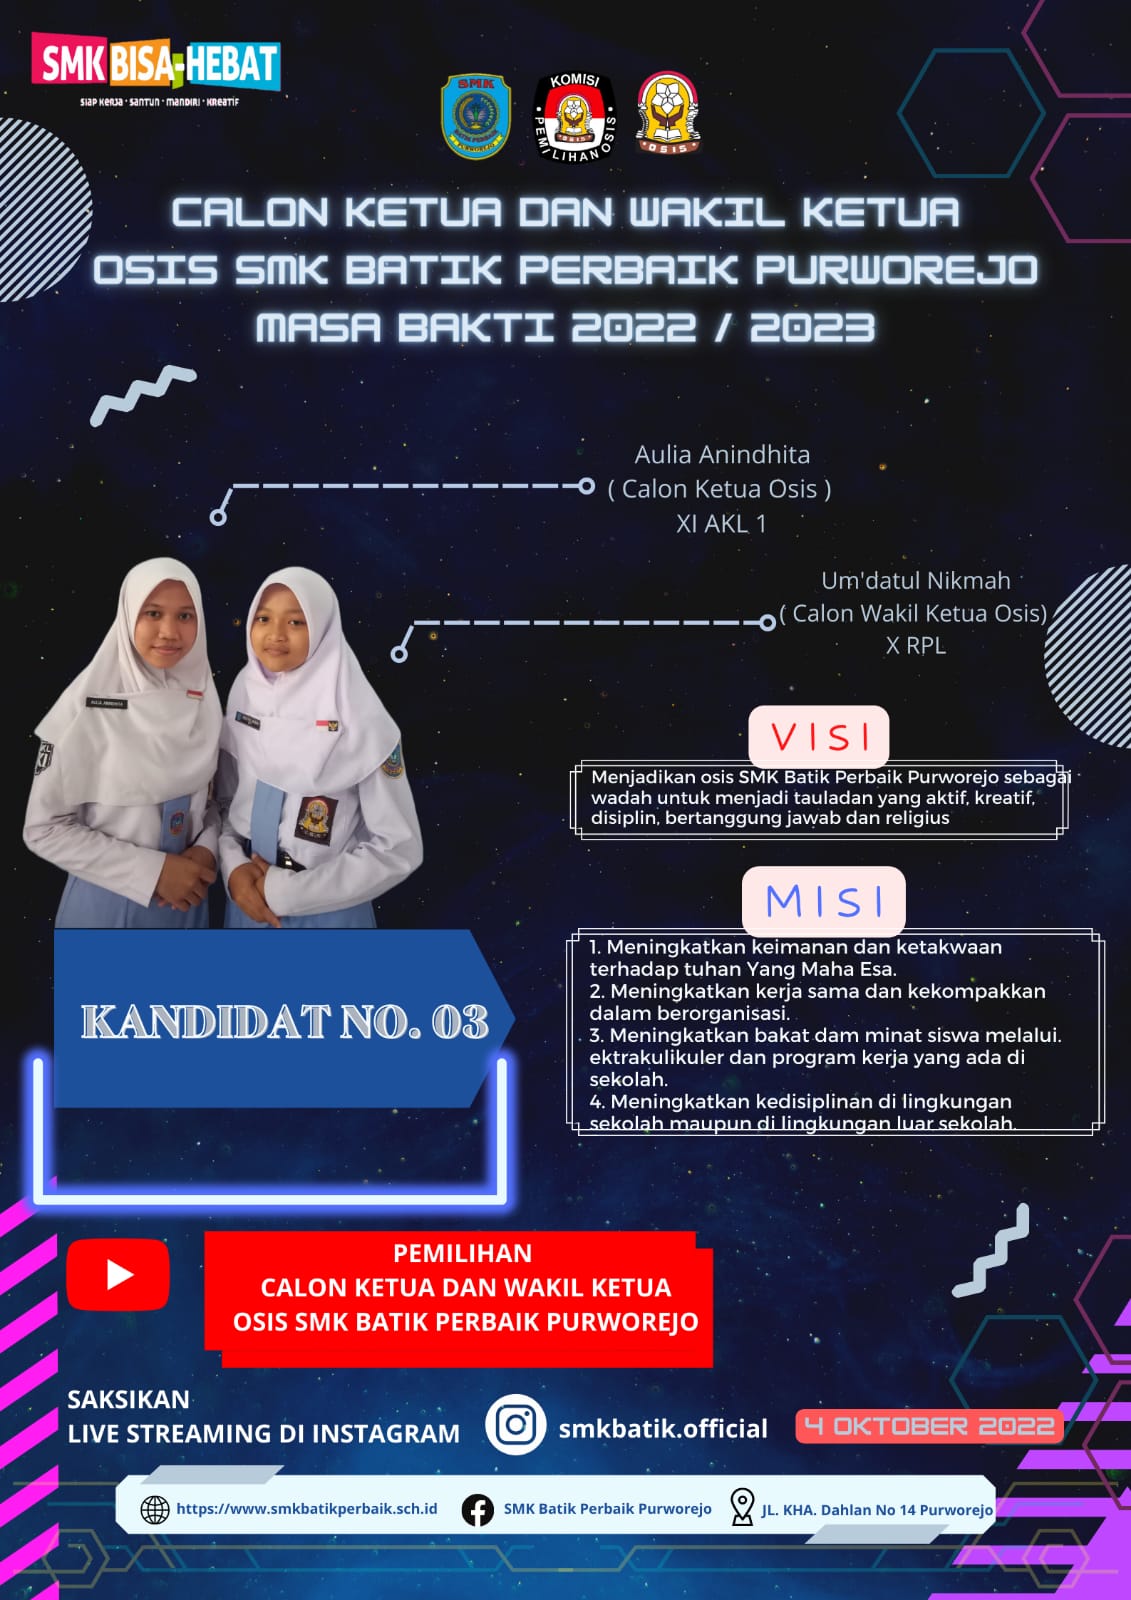 SMK BISA-HEBAT
SIAP KERJA · SANTUN · MANDIRI · KREATIF
SMK
PURWOREJO
KOMISI
PEMILIHAN OSIS
OSIS
OSIS
CALON KETUA DAN WAKIL KETUA
OSIS SMK BATIK PERBAIK PURWOREJO
MASA BAKTI 2022 / 2023
Aulia Anindhita
( Calon Ketua Osis )
XI AKL 1
Um'datul Nikmah
( Calon Wakil Ketua Osis)
X RPL
AULIA ANINDHITA
VISI
Menjadikan osis SMK Batik Perbaik Purworejo sebagai
wadah untuk menjadi tauladan yang aktif, kreatif,
disiplin, bertanggung jawab dan religius
MISI
1. Meningkatkan keimanan dan ketakwaan
terhadap tuhan Yang Maha Esa.
2. Meningkatkan kerja sama dan kekompakkan
dalam berorganisasi.
3. Meningkatkan bakat dam minat siswa melalui.
ektrakulikuler dan program kerja yang ada di
sekolah.
4. Meningkatkan kedisiplinan di lingkungan
sekolah maupun di lingkungan luar sekolah.
KANDIDAT NO. 03
PEMILIHAN
CALON KETUA DAN WAKIL KETUA
OSIS SMK BATIK PERBAIK PURWOREJO
SAKSIKAN
LIVE STREAMING DI INSTAGRAM
smkbatik.official
4 OKTOBER 2022
https://www.smkbatikperbaik.sch.id
SMK Batik Perbaik Purworejo
JL. KHA. Dahlan No 14 Purworejo